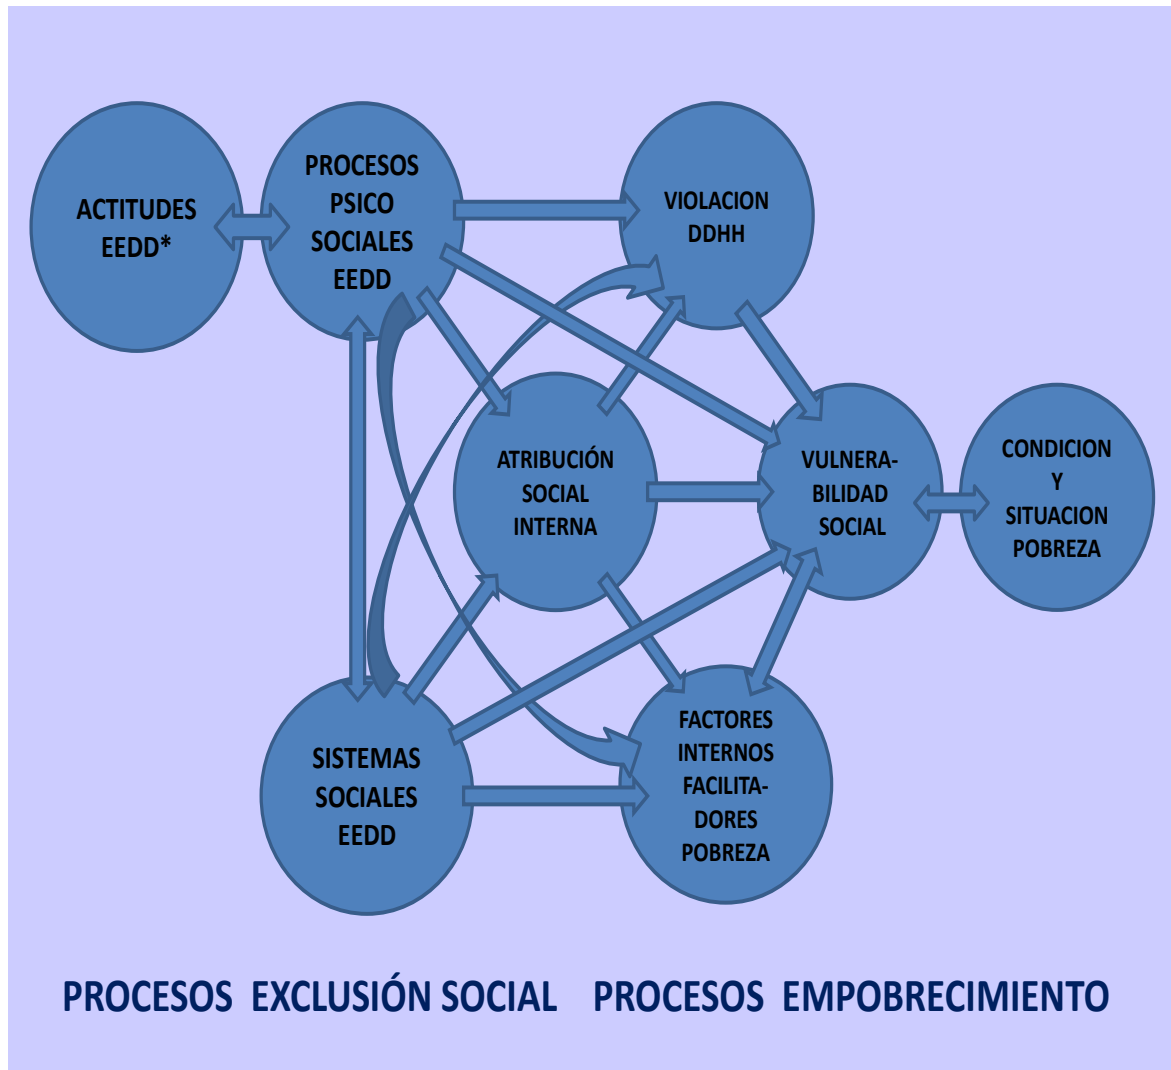 ACTITUDES
EEDD*
PROCESOS
PSICO
SOCIALES
EEDD
VIOLACION
DDHH
ATRIBUCIÓN
SOCIAL
INTERNA
VULNERA-
BILIDAD
SOCIAL
CONDICION
Y
SITUACION
POBREZA
SISTEMAS
SOCIALES
EEDD
FACTORES
INTERNOS
FACILITA-
DORES
POBREZA
PROCESOS EXCLUSIÓN SOCIAL PROCESOS EMPOBRECIMIENTO